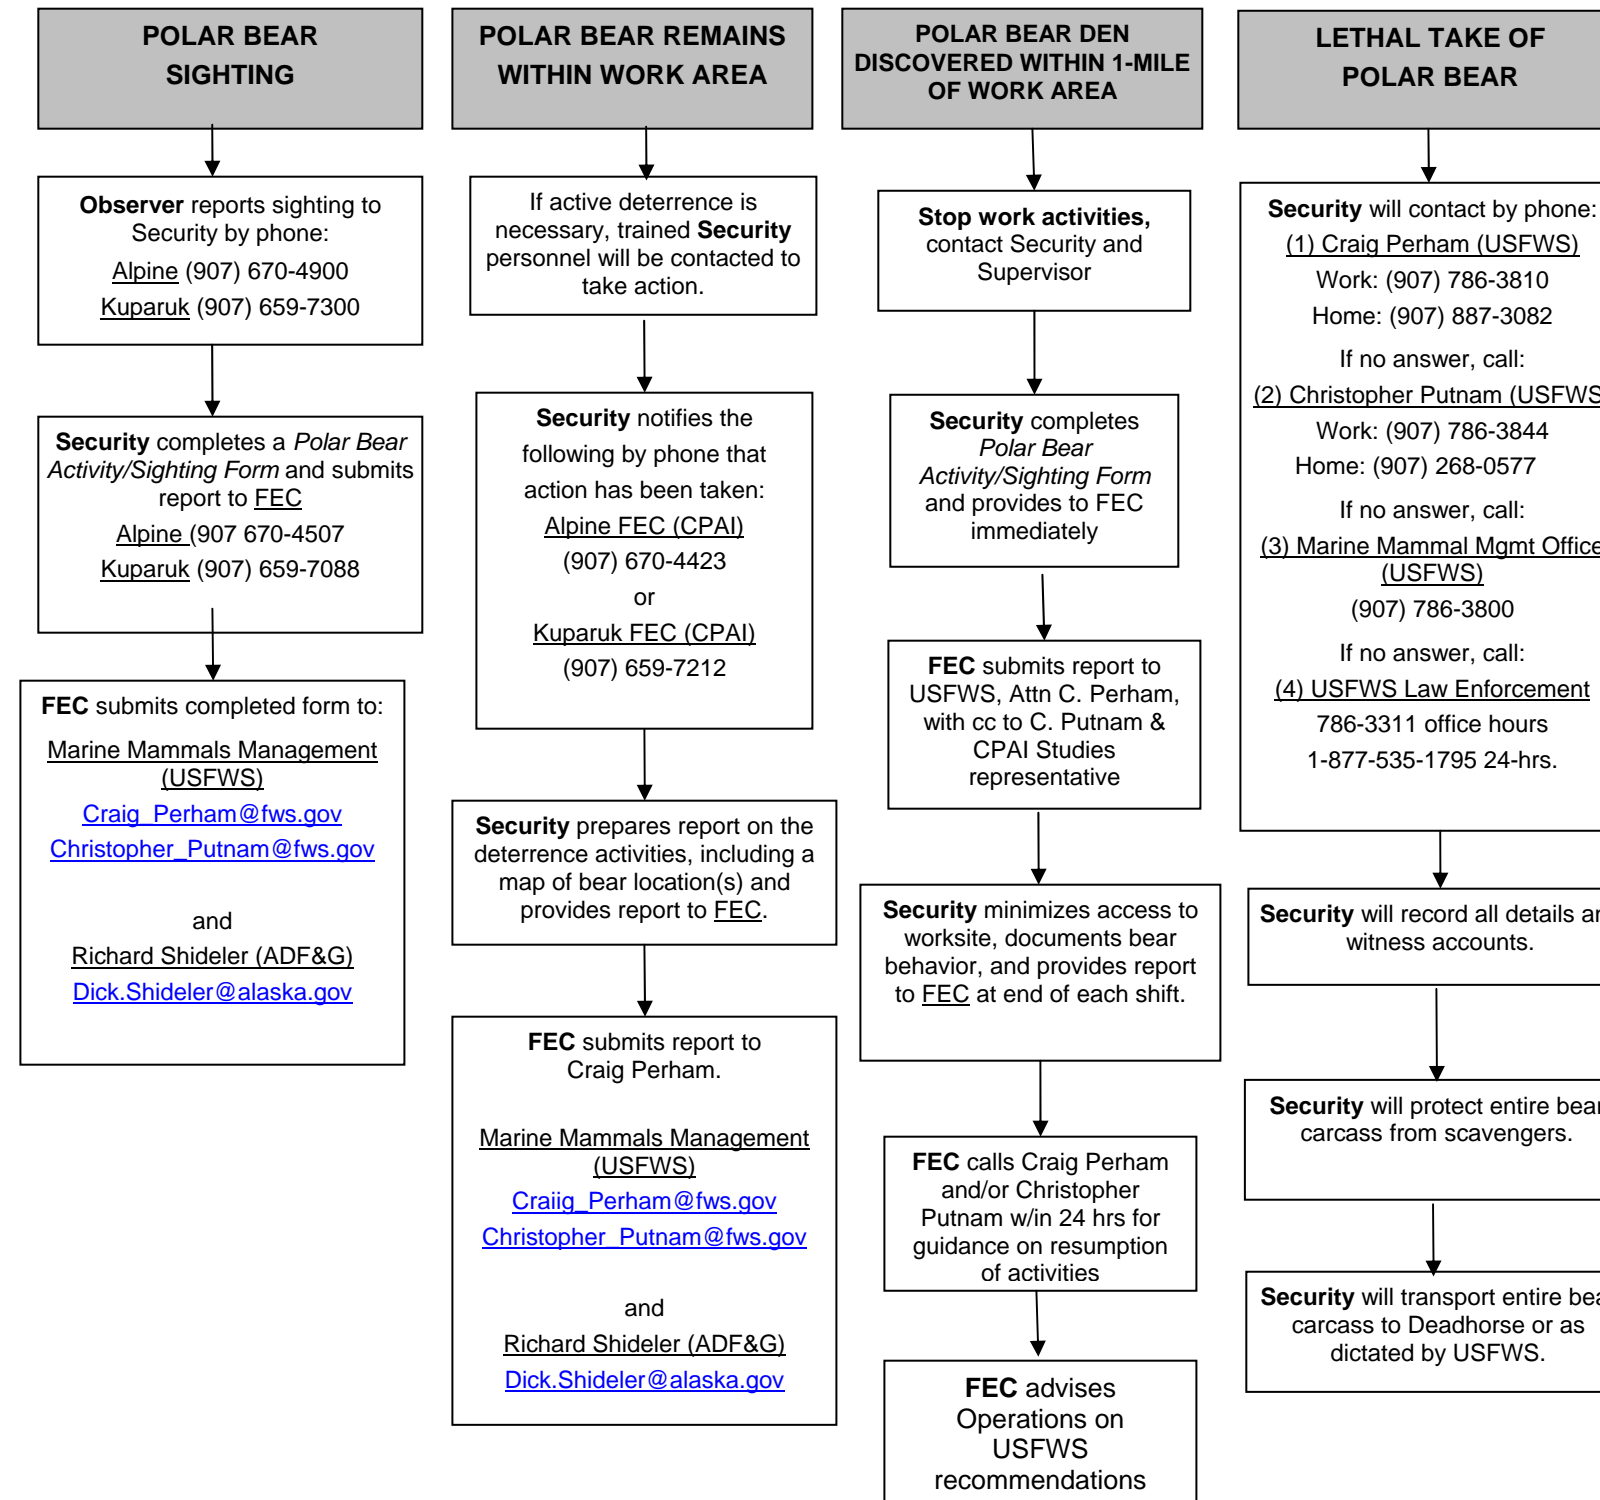 POLAR BEAR
SIGHTING
Observer reports sighting to
Security by phone:
Alpine (907) 670-4900
Kuparuk (907) 659-7300
Security completes a Polar Bear
Activity/Sighting Form and submits
report to FEC
Alpine (907 670-4507
Kuparuk (907) 659-7088
FEC submits completed form to:
Marine Mammals Management
(USFWS)
Craig_Perham@fws.gov
Christopher_Putnam@fws.gov
and
Richard Shideler (ADF&G)
Dick.Shideler@alaska.gov
POLAR BEAR REMAINS
WITHIN WORK AREA
If active deterrence is
necessary, trained Security
personnel will be contacted to
take action.
Security notifies the
following by phone that
action has been taken:
Alpine FEC (CPAI)
(907) 670-4423
or
Kuparuk FEC (CPAI)
(907) 659-7212
Security prepares report on the
deterrence activities, including a
map of bear location(s) and
provides report to FEC.
FEC submits report to
Craig Perham.
Marine Mammals Management
(USFWS)
Craiig_Perham@fws.gov
Christopher_Putnam@fws.gov
and
Richard Shideler (ADF&G)
Dick.Shideler@alaska.gov
POLAR BEAR DEN
DISCOVERED WITHIN 1-MILE
OF WORK AREA
Stop work activities,
contact Security and
Supervisor
Security completes
Polar Bear
Activity/Sighting Form
and provides to FEC
immediately
FEC submits report to
USFWS, Attn C. Perham,
with cc to C. Putnam &
CPAI Studies
representative
Security minimizes access to
worksite, documents bear
behavior, and provides report
to FEC at end of each shift.
FEC calls Craig Perham
and/or Christopher
Putnam w/in 24 hrs for
guidance on resumption
of activities
FEC advises
Operations on
USFWS
recommendations
LETHAL TAKE OF
POLAR BEAR
Security will contact by phone:
(1) Craig Perham (USFWS)
Work: (907) 786-3810
Home: (907) 887-3082
If no answer, call:
(2) Christopher Putnam (USFWS
Work: (907) 786-3844
Home: (907) 268-0577
If no answer, call:
(3) Marine Mammal Mgmt Office
(USFWS)
(907) 786-3800
If no answer, call:
(4) USFWS Law Enforcement
786-3311 office hours
1-877-535-1795 24-hrs.
Security will record all details
witness accounts.
Security will protect entire bear
carcass from scavengers.
Security will transport entire
carcass to Deadhorse or as
dictated by USFWS.